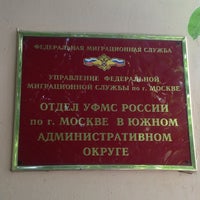 ФЕДЕРАЛЬНАЯ МИГРАЦИОННАЯ СЛУЖБА
УПРАВЛЕНИЕ ФЕДЕРАЛЬНОЙ
МИГРАЦИОННОЙ СЛУЖБЫ по г. МОСКВЕ
ОТДЕЛ УФМС РОССИИ
по г. МОСКВЕ В ЮЖНОМ
АДМИНИСТРАТИВНОМ
ОКРУГЕ